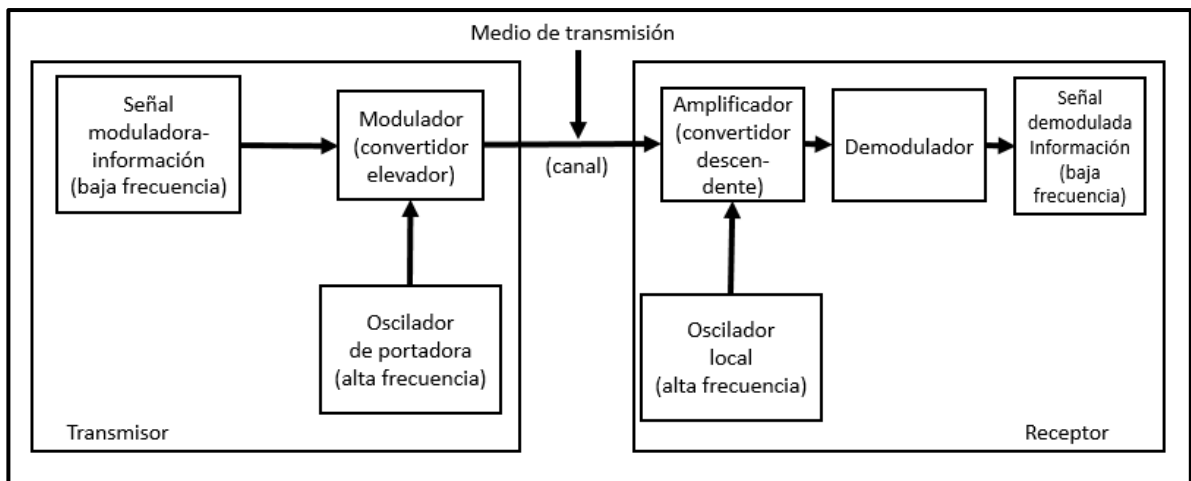 Medio de transmisión
Señal
moduladora-
información
(baja frecuencia)
Modulador
(convertidor
elevador)
(canal)
Amplificador
(convertidor
descen-
dente)
Demodulador
Señal
demodulada
Información
(baja
frecuencia)
Oscilador
de portadora
(alta frecuencia)
Oscilador
local
(alta frecuencia)
Transmisor
Receptor